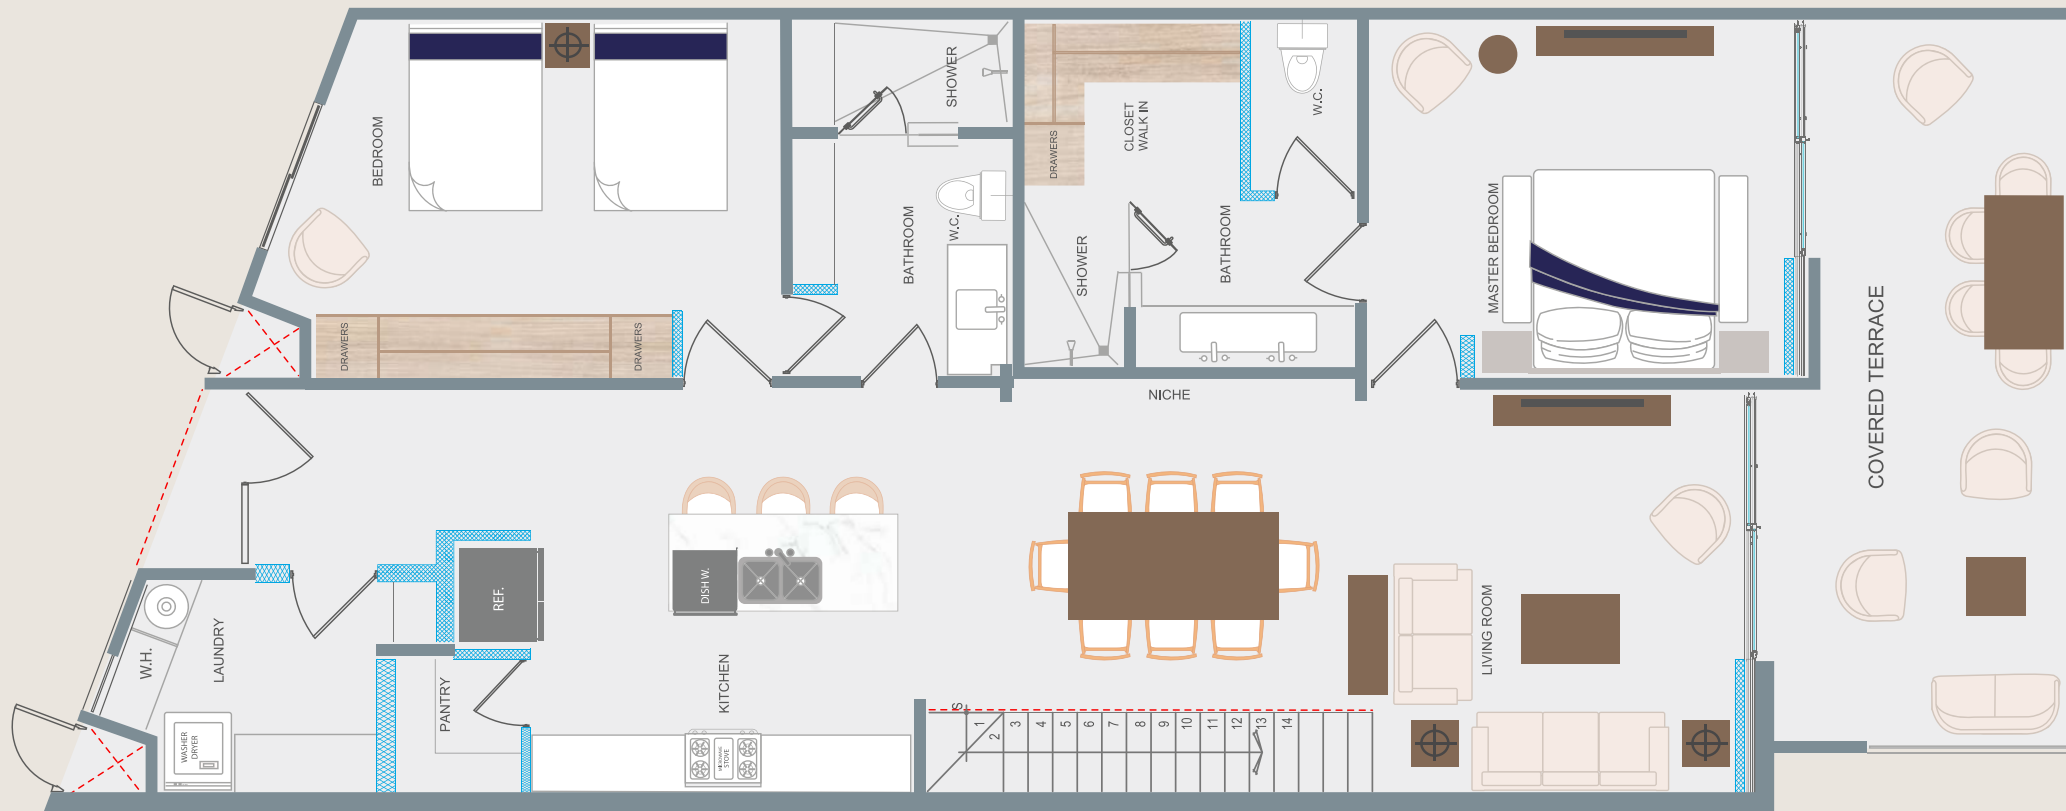 BEDROOM
DRAWERS
DRAWERS
SHOWER
BATHROOM
W.C.
DRAWERS
CLOSET
WALK IN
W.C.
SHOWER
BATHROOM
NICHE
MASTER BEDROOM
COVERED TERRACE
W.H.
LAUNDRY
WASHER
DRYER
PANTRY
REF.
DISH W.
KITCHEN
MICROWAVE
STOVE
S
1
2
3
4
5
6
7
8
9
10
11
12
13
14
LIVING ROOM